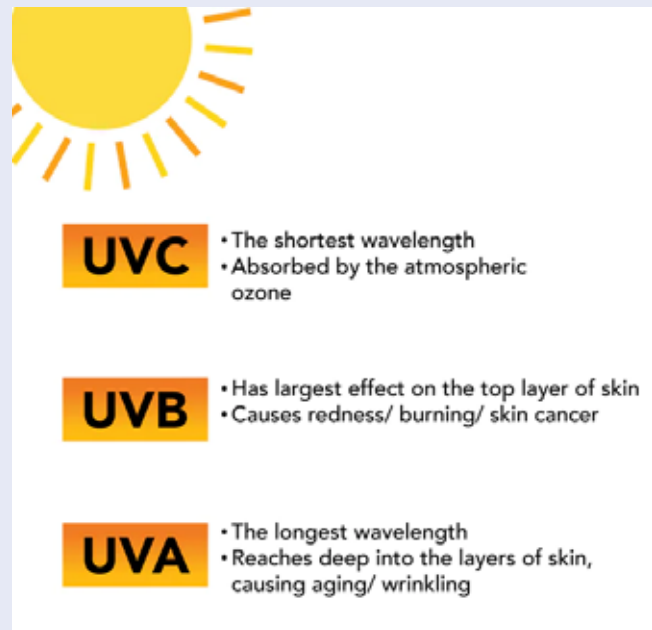 UVC
• The shortest wavelength
• Absorbed by the atmospheric
ozone
UVB
• Has largest effect on the top layer of skin
• Causes redness/ burning/ skin cancer
UVA
• The longest wavelength
• Reaches deep into the layers of skin,
causing aging/ wrinkling